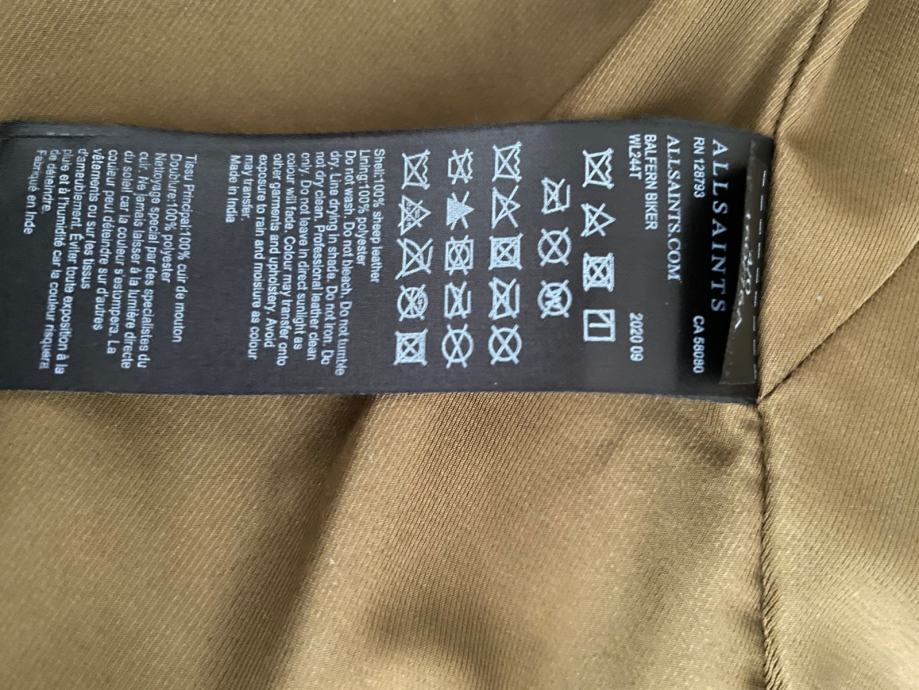 ALLSAINTS
RN 128793 CA 56090
ALLSAINTS.COM
BALFERN BIKER
WL244T 2020 09
Shell:100% sheep leather
Lining:100% polyester
Do not wash. Do not bleach. Do not tumble
dry. Line drying in shade. Do not iron. Do
not dry clean. Professional leather clean
only. Do not leave in direct sunlight as
colour will fade. Colour may transfer onto
other garments and upholstery. Avoid
exposure to rain and moisture as colour
may transfer.
Made in India
Tissu Principal:100% cuir de mouton
Doublure:100% polyester
Nettoyage special par des specialistes du
cuir. Ne jamais laisser à la lumière directe
du soleil car la couleur s'estompera. La
couleur peut déteindre sur d'autres
vêtements ou sur les tissus
d'ameublement. Éviter toute exposition à la
pluie et à l'humidité car la couleur risquera
de déteindre.
Fabriqué en Inde